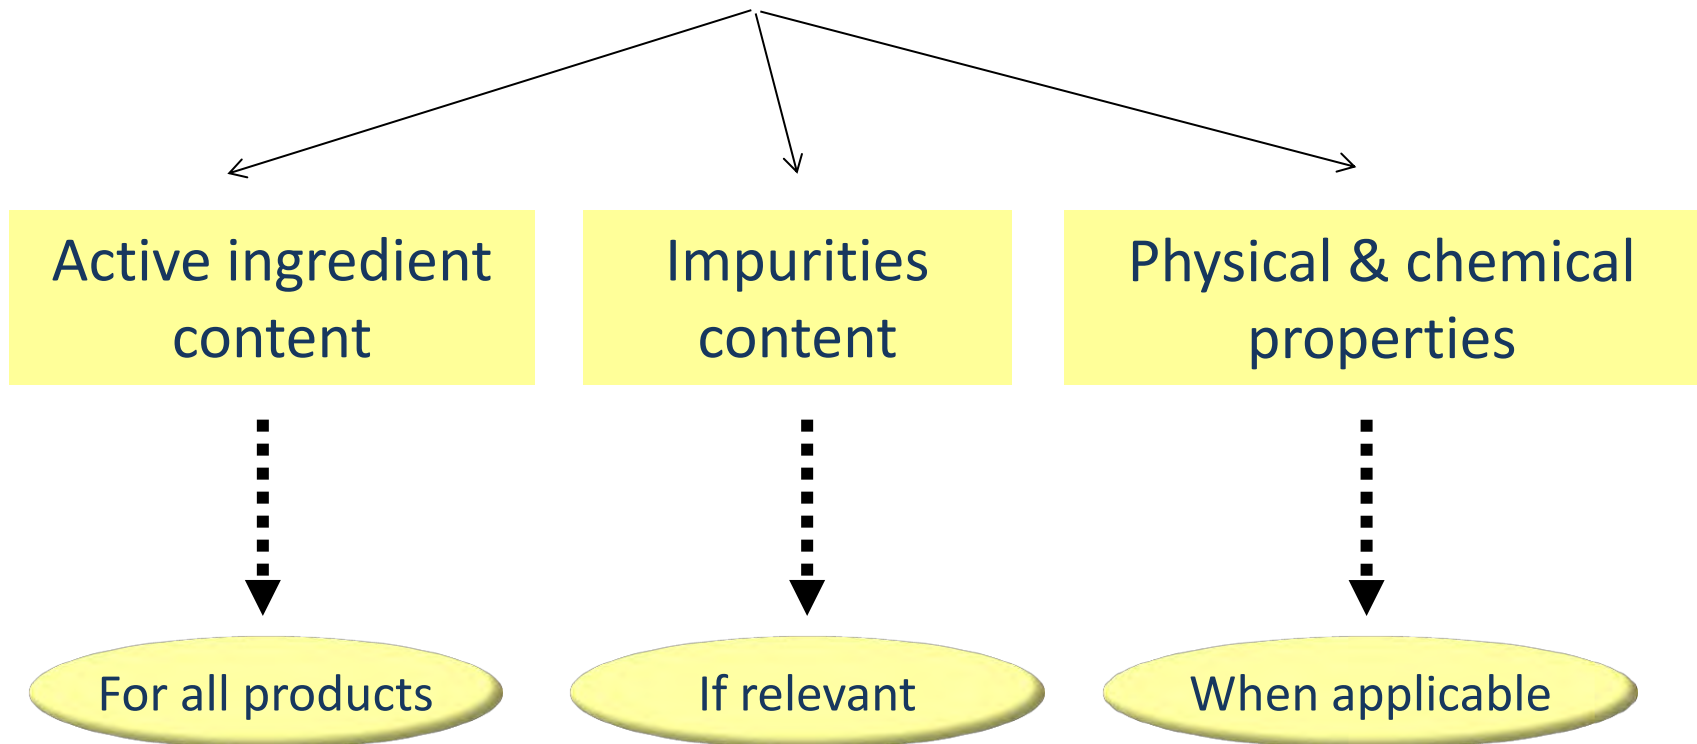 Active ingredient
content
Impurities
content
Physical & chemical
properties
For all products
If relevant
When applicable